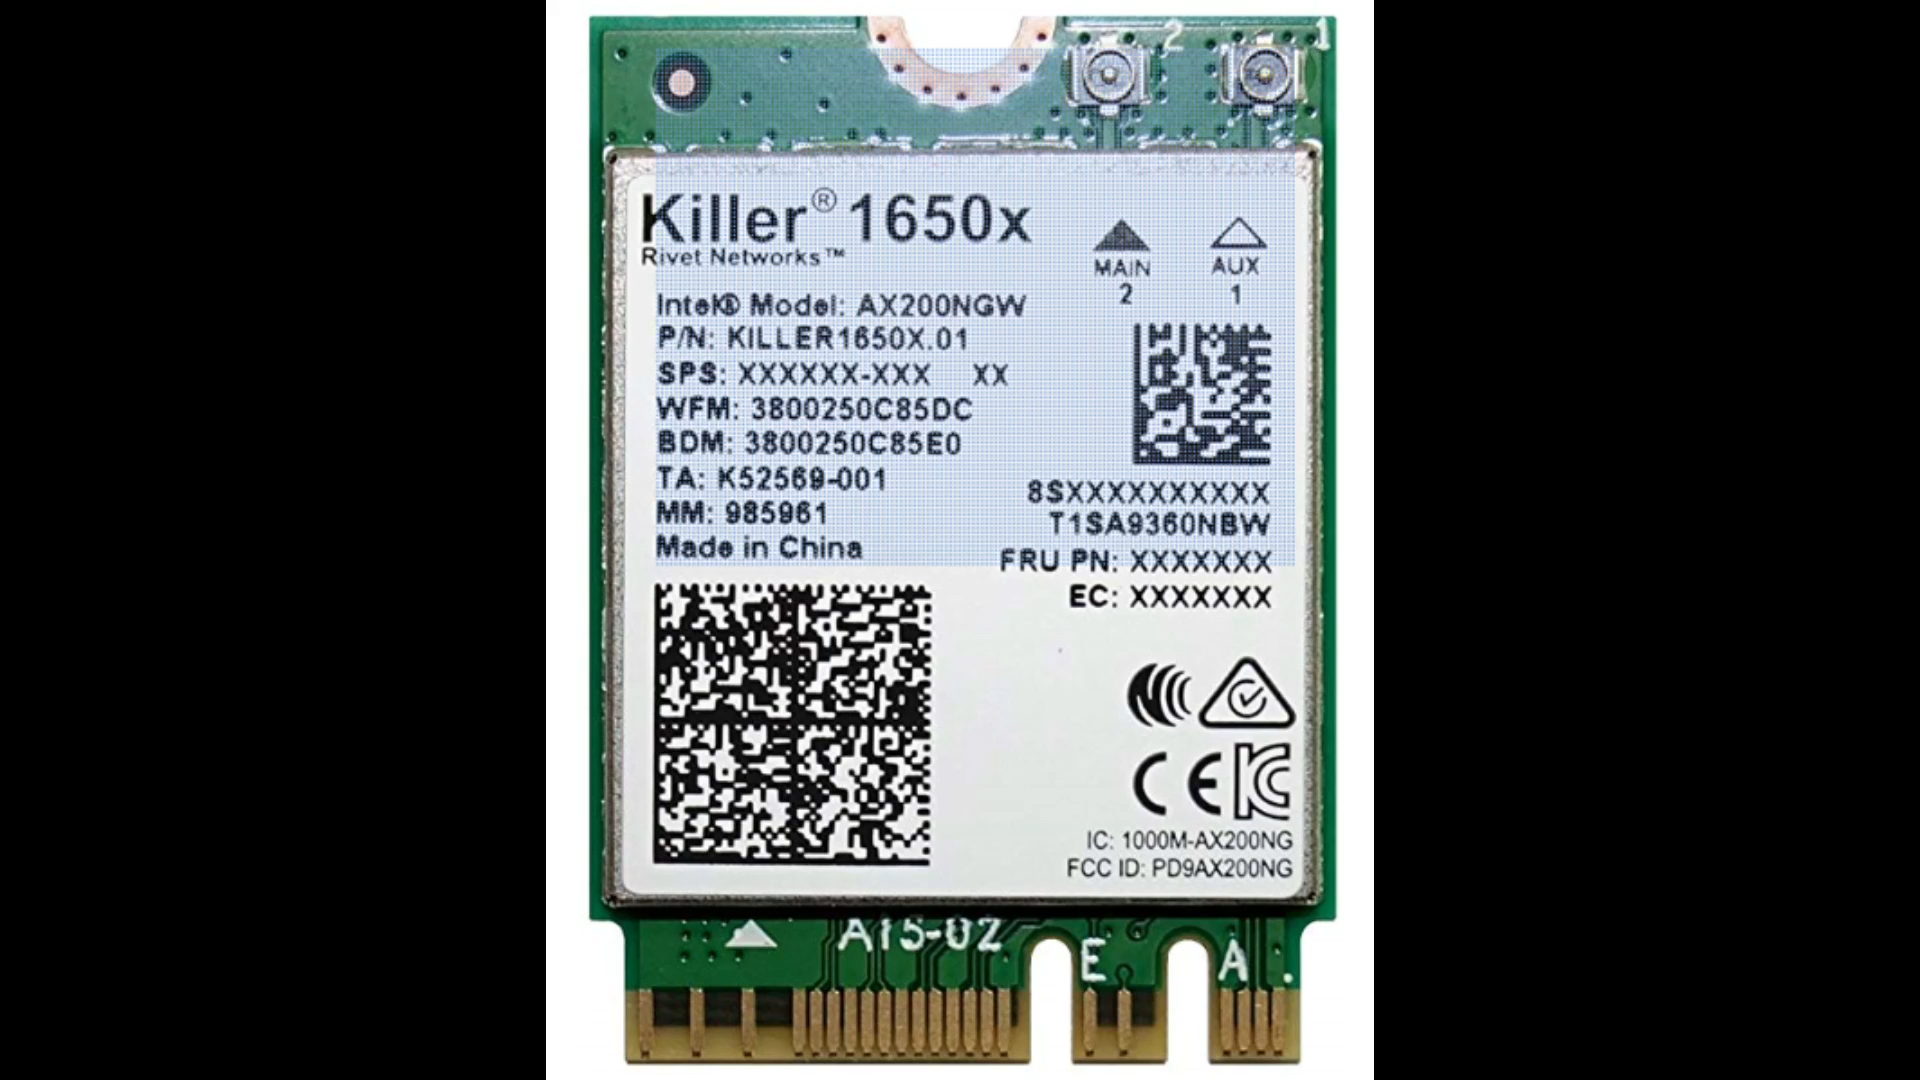 2 1
Killer® 1650x
Rivet Networks™
MAIN AUX
2 1
Intel® Model: AX200NGW
P/N: KILLER1650X.01
SPS: XXXXXX-XXX XX
WFM: 3800250C85DC
BDM: 3800250C85E0
TA: K52569-001
MM: 985961
Made in China
8SXXXXXXXXXX
T1SA9360NBW
FRU PN: XXXXXXX
EC: XXXXXXX
CE
IC: 1000M-AX200NG
FCC ID: PD9AX200NG
A15-02 E A